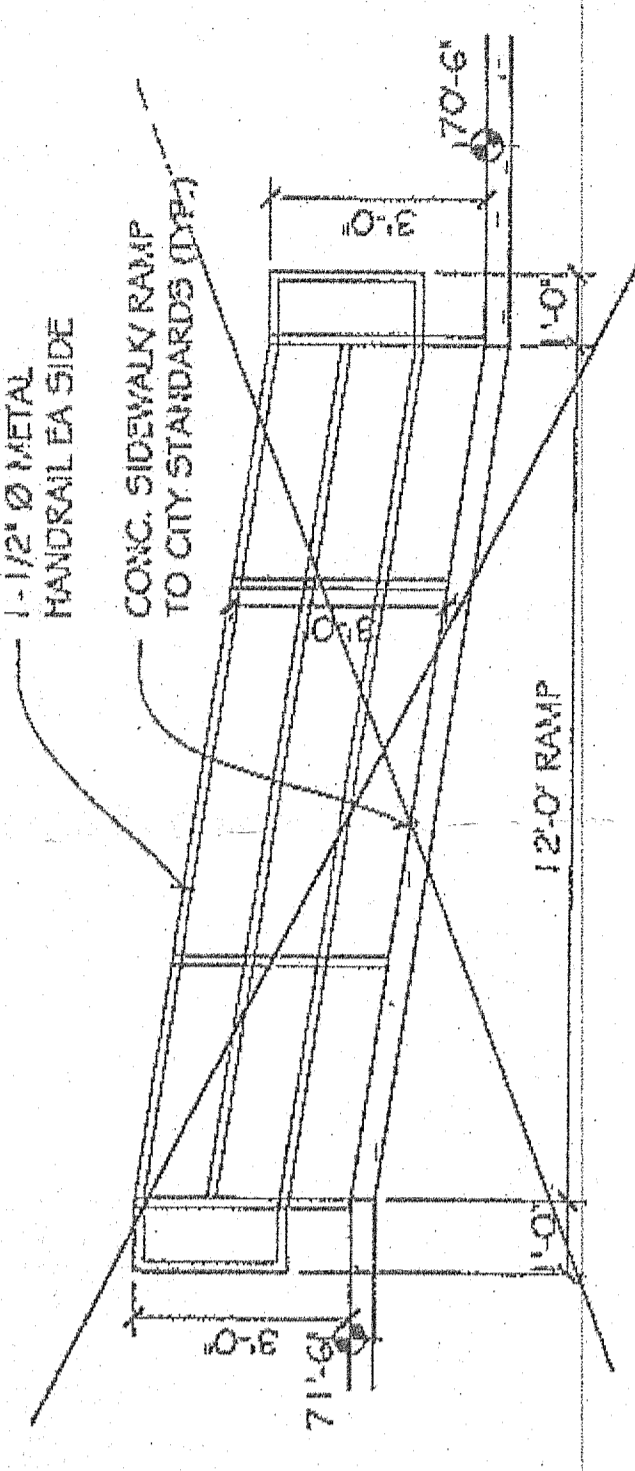 1-1/2" Ø METAL
HANDRAIL EA SIDE
CONC. SIDEWALK/ RAMP
TO CITY STANDARDS (TYP.)
3'-0"
71'-6"
3'-0"
3'-0"
70'-6"
1'-0"
12'-0" RAMP
1'-0"